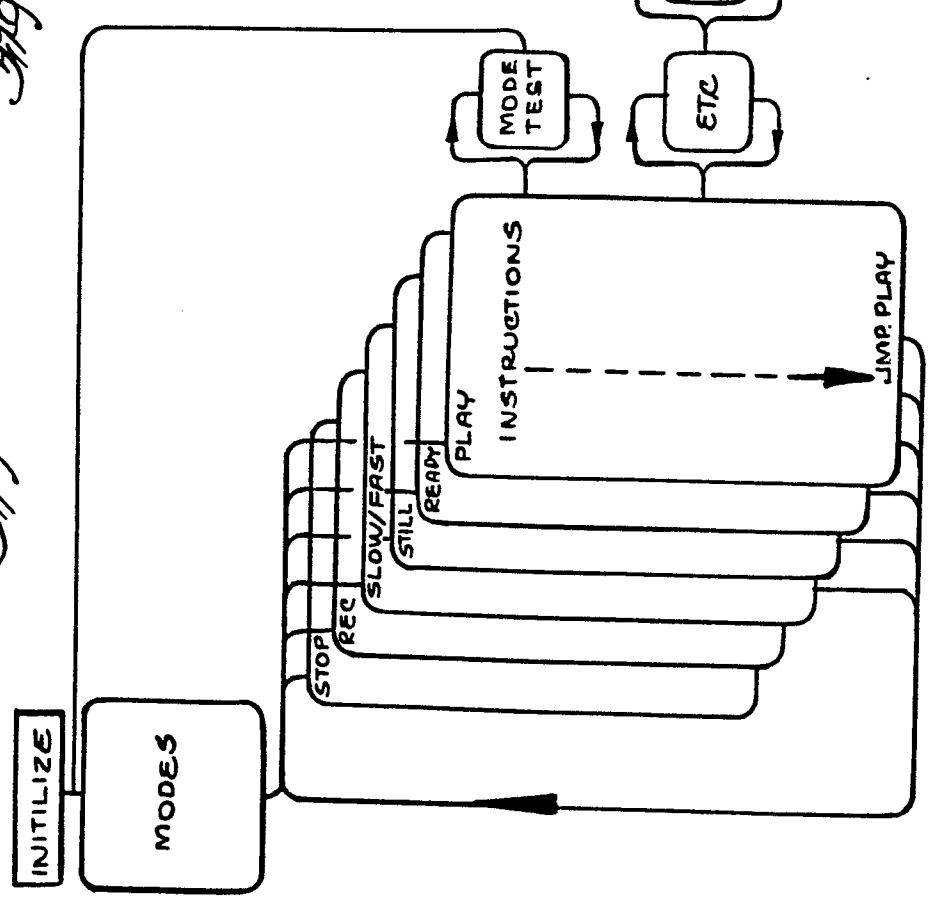 INITILIZE
MODES
STOP
REC
SLOW/FAST
STILL
READY
PLAY
INSTRUCTIONS
JMP. PLAY
MODE
TEST
ETC